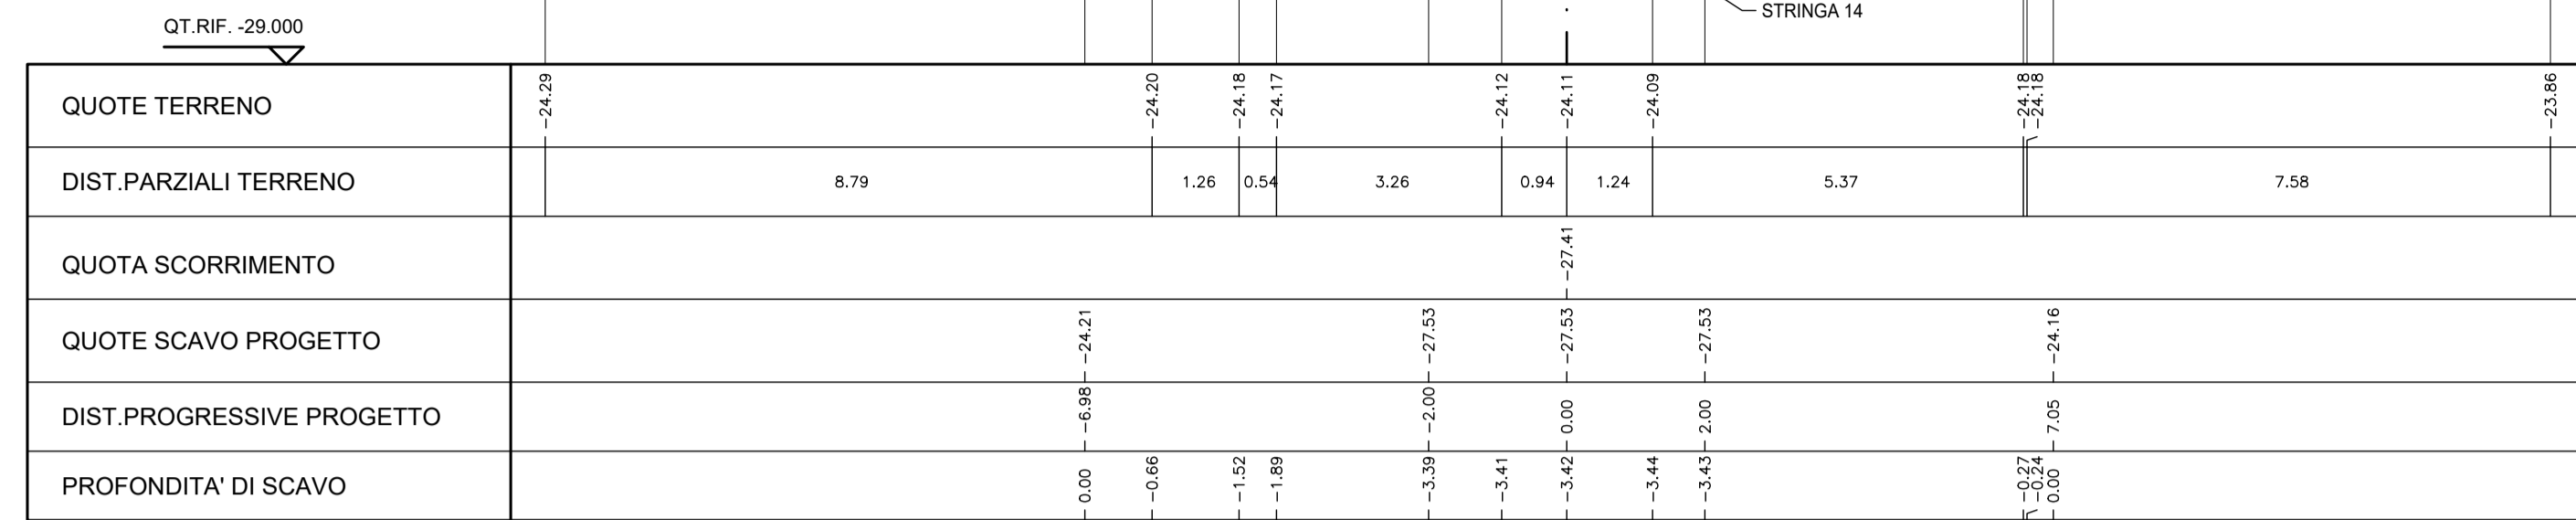 STRINGA 14
QT.RIF. -29.000
QUOTE TERRENO
-24.29 -24.20 -24.18 -24.17 -24.12 -24.11 -24.09 -24.18 -24.18 -23.86
DIST.PARZIALI TERRENO
8.79 1.26 0.54 3.26 0.94 1.24 5.37 7.58
QUOTA SCORRIMENTO
-27.41
QUOTE SCAVO PROGETTO
-24.21 -27.53 -27.53 -27.53 -24.16
DIST.PROGRESSIVE PROGETTO
-6.98 -2.00 0.00 2.00 7.05
PROFONDITA' DI SCAVO
0.00 -0.66 -1.52 -1.89 -3.39 -3.41 -3.42 -3.44 -3.43 -0.27 -0.24 0.00